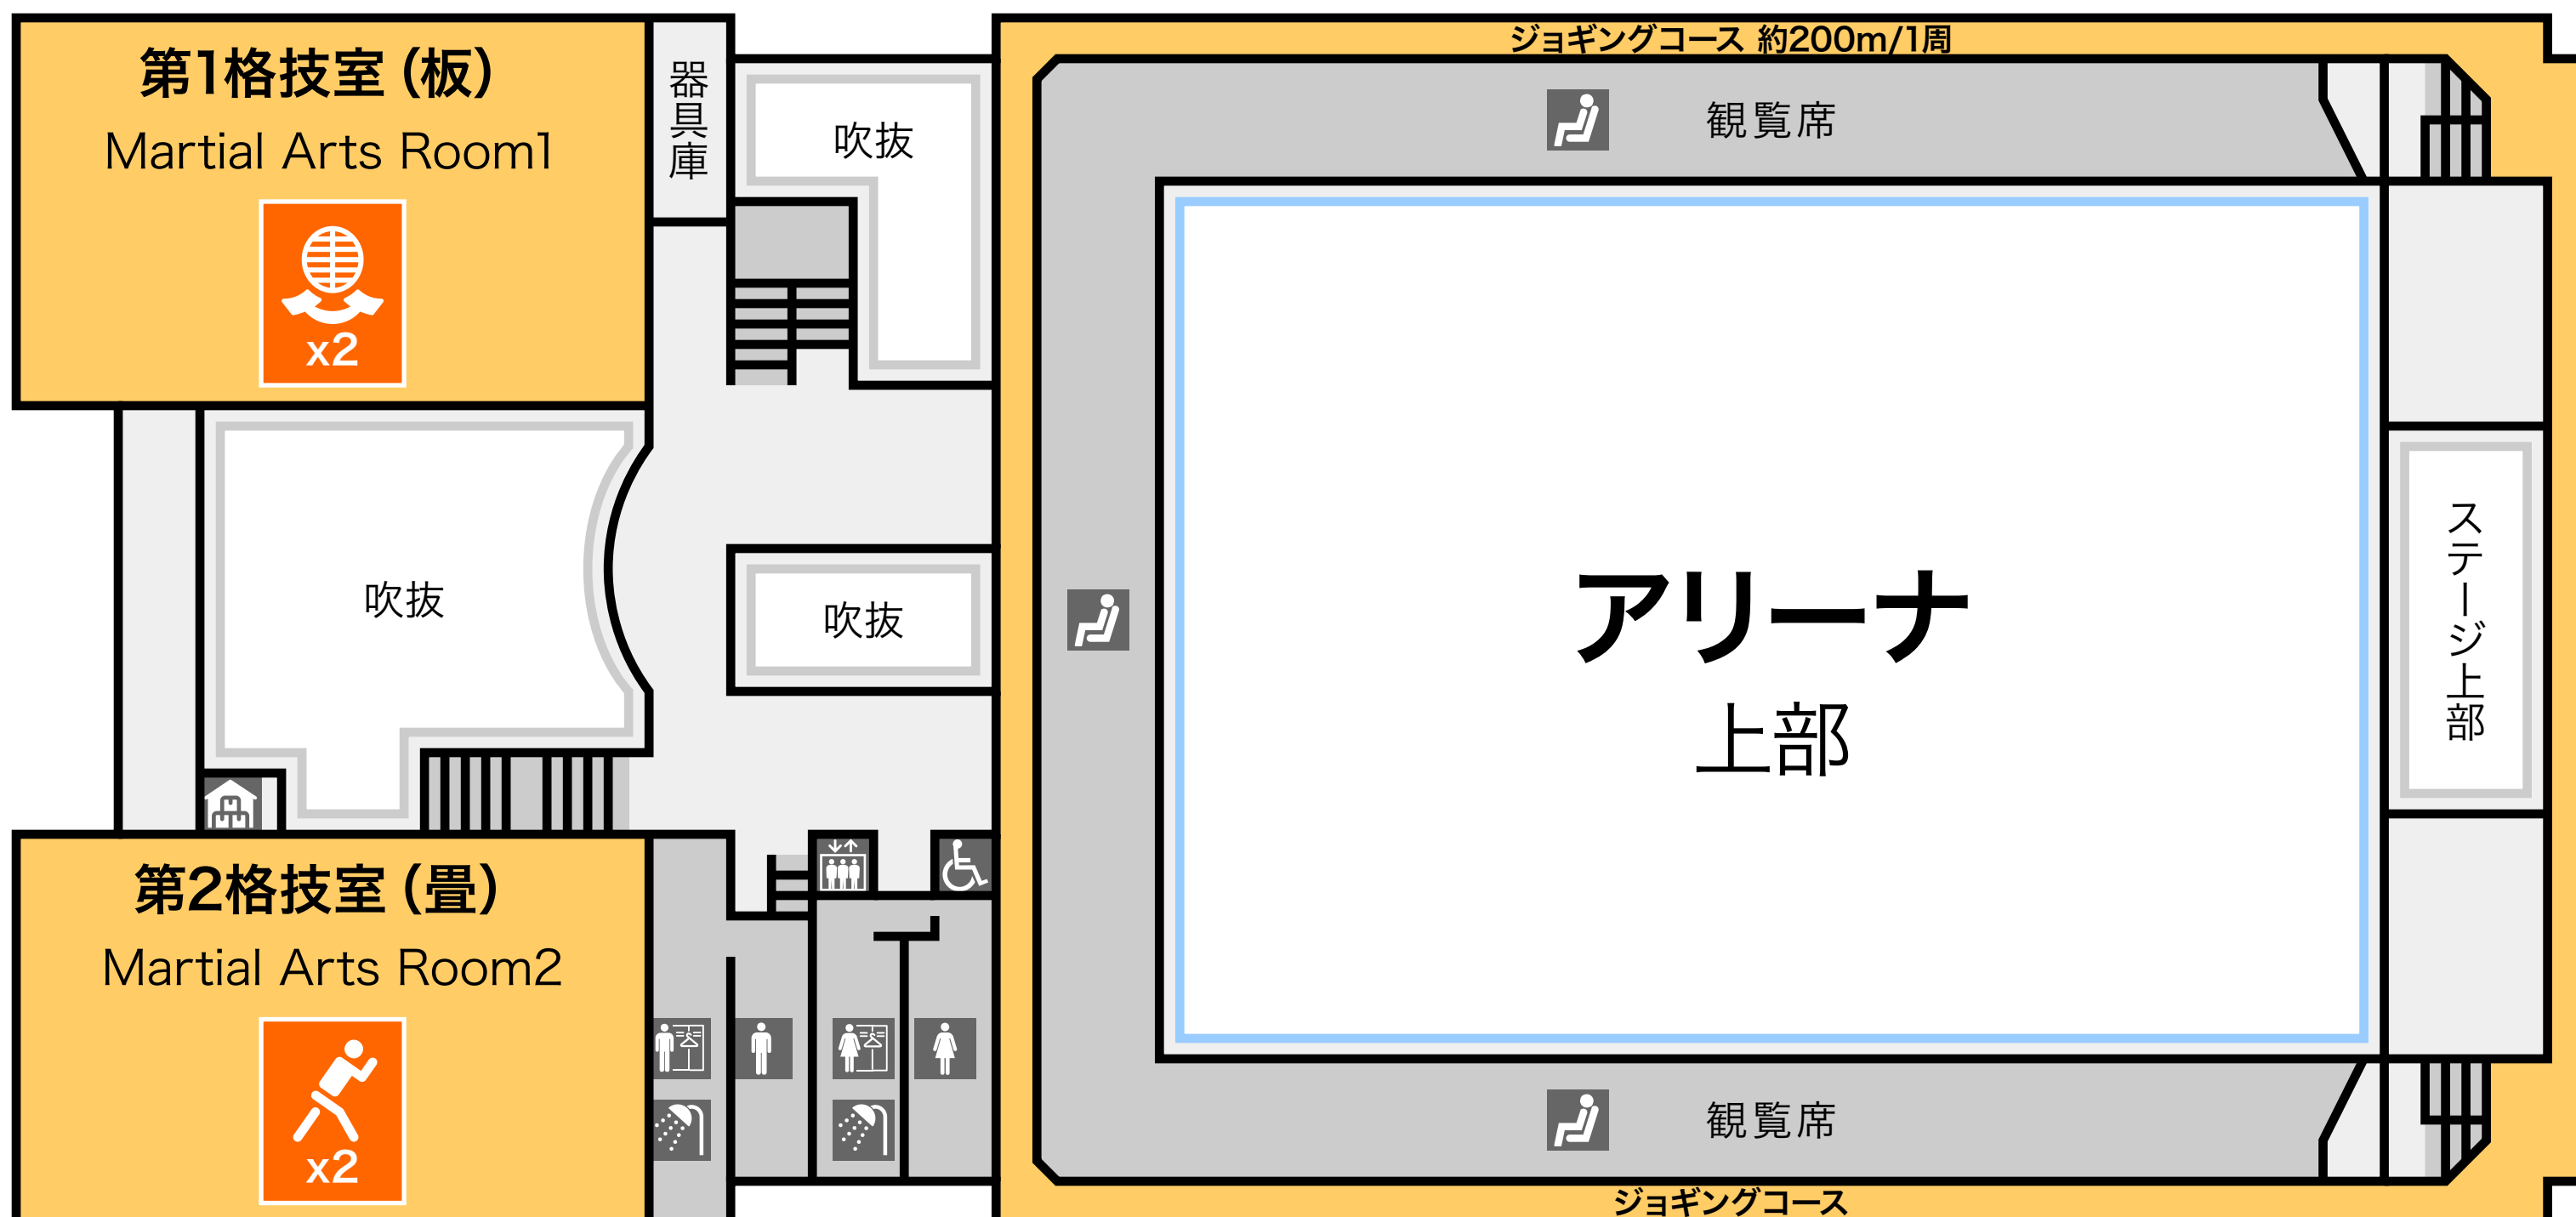 第1格技室（板）
Martial Arts Room1
x2
器具庫
吹抜
ジョギングコース 約200m/1周
観覧席
吹抜
吹抜
アリーナ
上部
ステージ上部
第2格技室（畳）
Martial Arts Room2
x2
観覧席
ジョギングコース